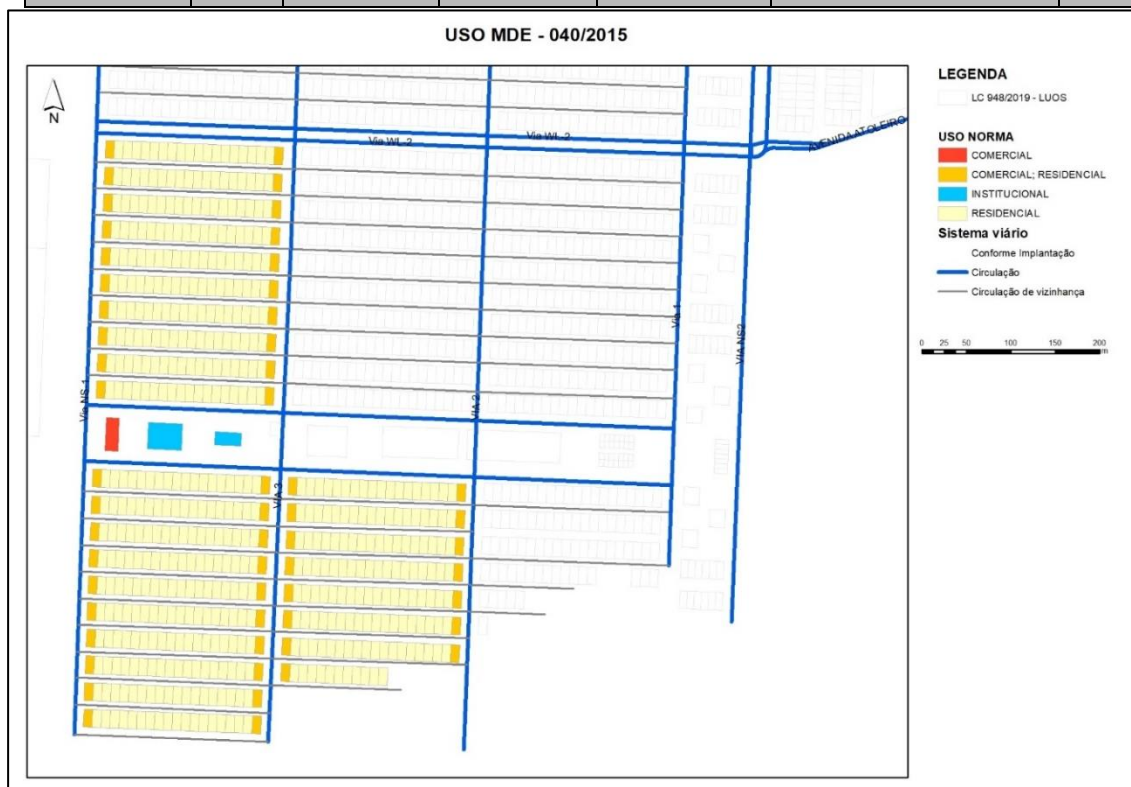 USO MDE - 040/2015
N
Via WL-2
Via WL-2
AVENIDA ATOLEIRO
Via 1
VIA NS2
Via NS-1
VIA 2
VIA 3
LEGENDA
LC 948/2019 - LUOS
USO NORMA
COMERCIAL
COMERCIAL; RESIDENCIAL
INSTITUCIONAL
RESIDENCIAL
Sistema viário
Conforme Implantação
Circulação
Circulação de vizinhança
0 25 50 100 150 200
m